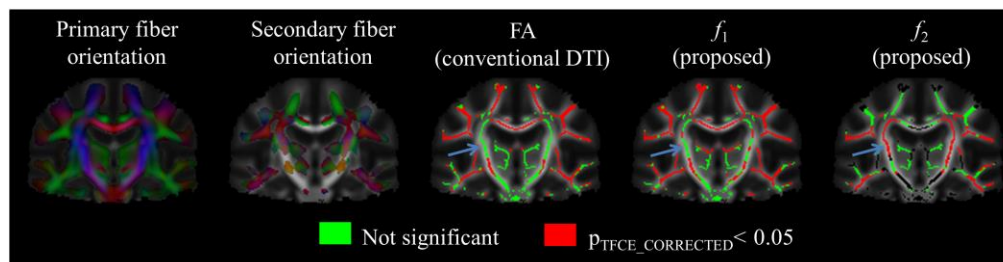 Primary fiber orientation
Secondary fiber orientation
FA (conventional DTI)
f₁ (proposed)
f₂ (proposed)
Not significant
pTFCE_CORRECTED < 0.05